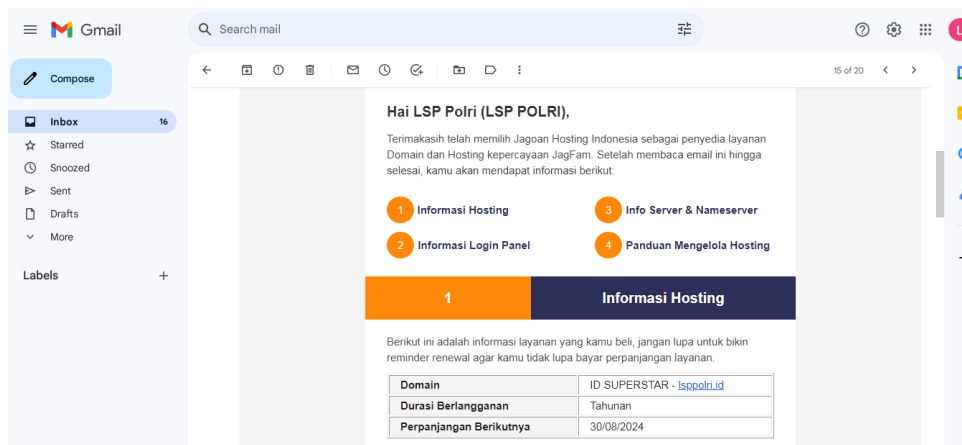 Gmail
Search mail
Compose
15 of 20
Inbox 16
Starred
Snoozed
Sent
Drafts
More
Labels
Hai LSP Polri (LSP POLRI),
Terimakasih telah memilih Jagoan Hosting Indonesia sebagai penyedia layanan
Domain dan Hosting kepercayaan JagFam. Setelah membaca email ini hingga
selesai, kamu akan mendapat informasi berikut:
1 Informasi Hosting
3 Info Server & Nameserver
2 Informasi Login Panel
4 Panduan Mengelola Hosting
1 Informasi Hosting
Berikut ini adalah informasi layanan yang kamu beli, jangan lupa untuk bikin
reminder renewal agar kamu tidak lupa bayar perpanjangan layanan.
Domain ID SUPERSTAR - lsppolri.id
Durasi Berlangganan Tahunan
Perpanjangan Berikutnya 30/08/2024